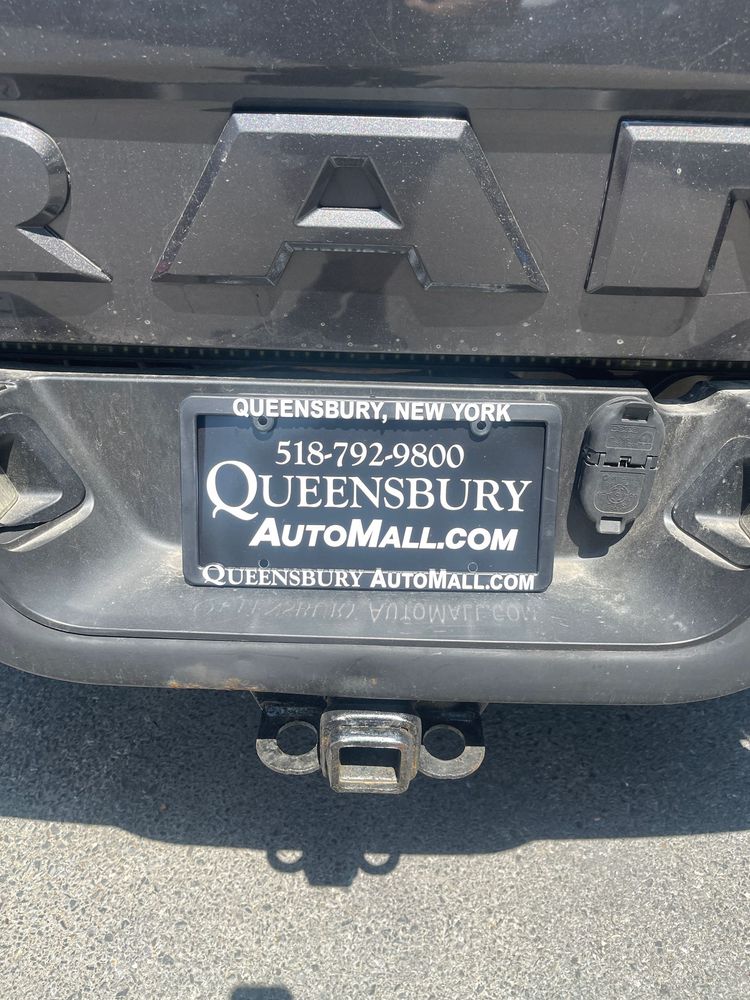 RAM
QUEENSBURY, NEW YORK
518-792-9800
QUEENSBURY
AUTOMALL.COM
QUEENSBURY AUTOMALL.COM